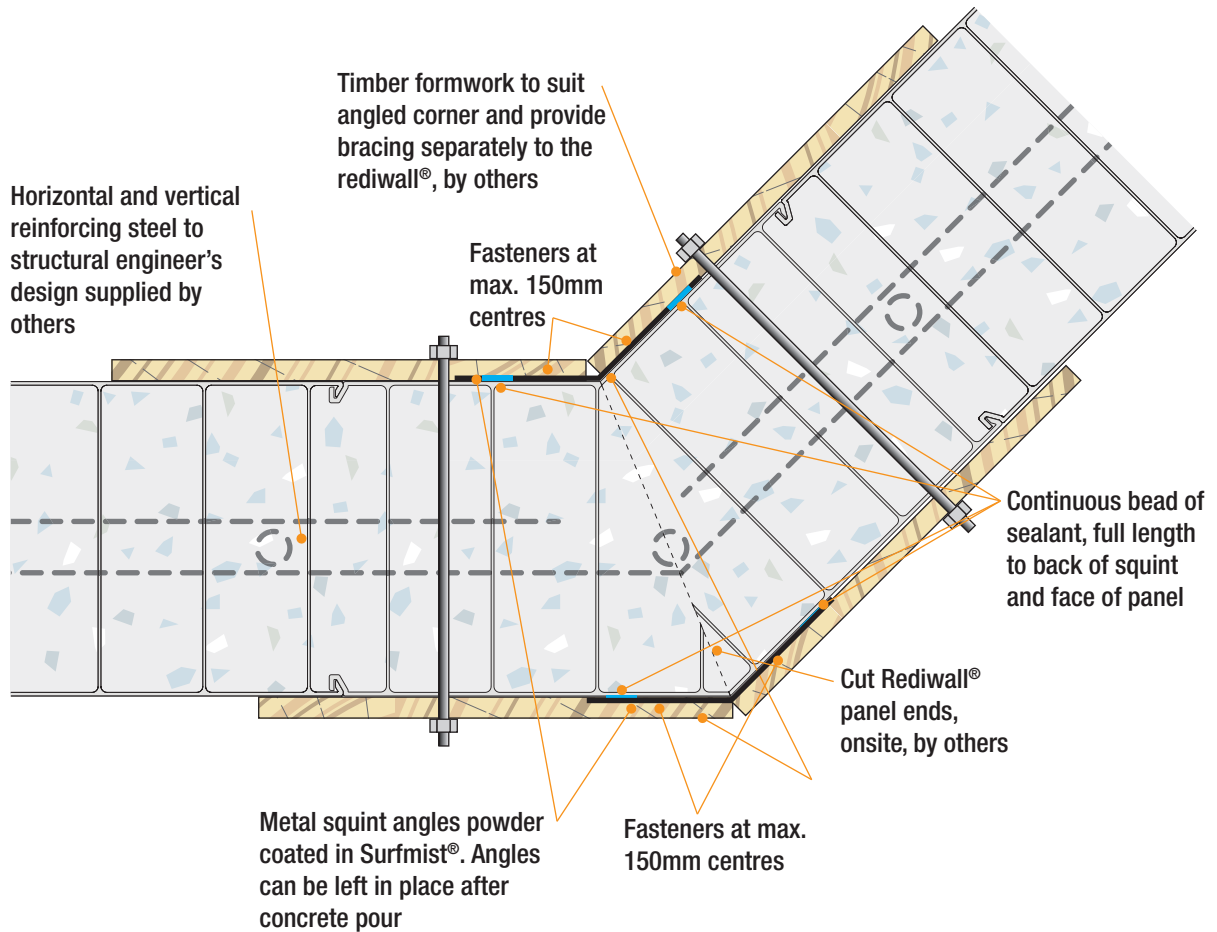 Timber formwork to suit
angled corner and provide
bracing separately to the
rediwall®, by others
Horizontal and vertical
reinforcing steel to
structural engineer's
design supplied by
others
Fasteners at
max. 150mm
centres
Continuous bead of
sealant, full length
to back of squint
and face of panel
Cut Rediwall®
panel ends,
onsite, by others
Metal squint angles powder
coated in Surfmist®. Angles
can be left in place after
concrete pour
Fasteners at max.
150mm centres